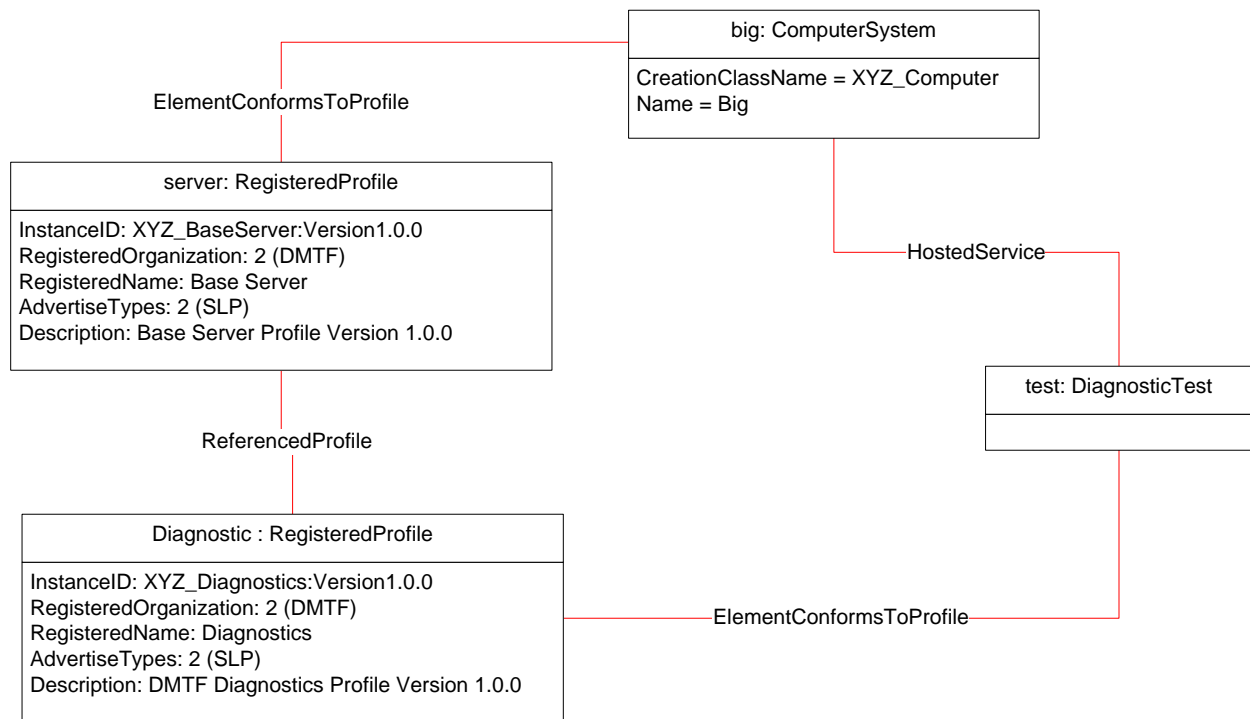 big: ComputerSystem
CreationClassName = XYZ_Computer
Name = Big
ElementConformsToProfile
server: RegisteredProfile
InstanceID: XYZ_BaseServer:Version1.0.0
RegisteredOrganization: 2 (DMTF)
RegisteredName: Base Server
AdvertiseTypes: 2 (SLP)
Description: Base Server Profile Version 1.0.0
HostedService
test: DiagnosticTest
ReferencedProfile
Diagnostic : RegisteredProfile
InstanceID: XYZ_Diagnostics:Version1.0.0
RegisteredOrganization: 2 (DMTF)
RegisteredName: Diagnostics
AdvertiseTypes: 2 (SLP)
Description: DMTF Diagnostics Profile Version 1.0.0
ElementConformsToProfile